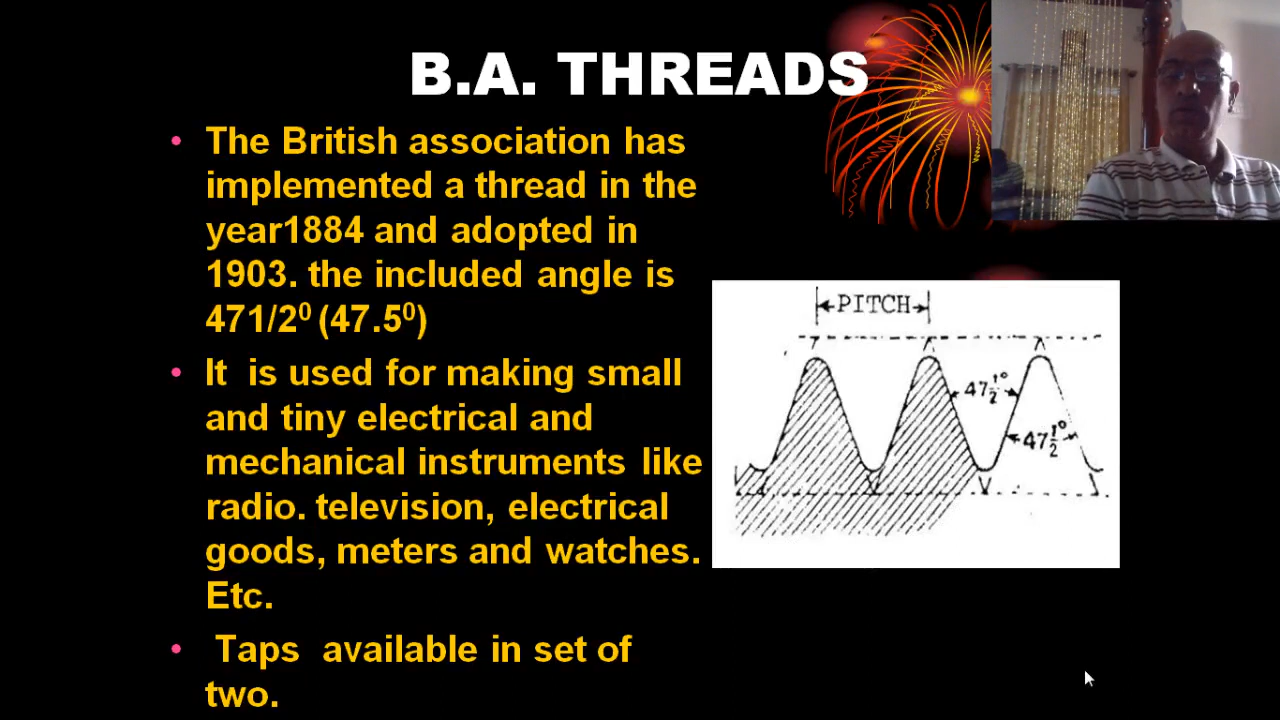 B.A. THREADS
• The British association has
implemented a thread in the
year1884 and adopted in
1903. the included angle is
471/2⁰ (47.5⁰)
• It is used for making small
and tiny electrical and
mechanical instruments like
radio. television, electrical
goods, meters and watches.
Etc.
• Taps available in set of
two.
PITCH
47½°
47½°